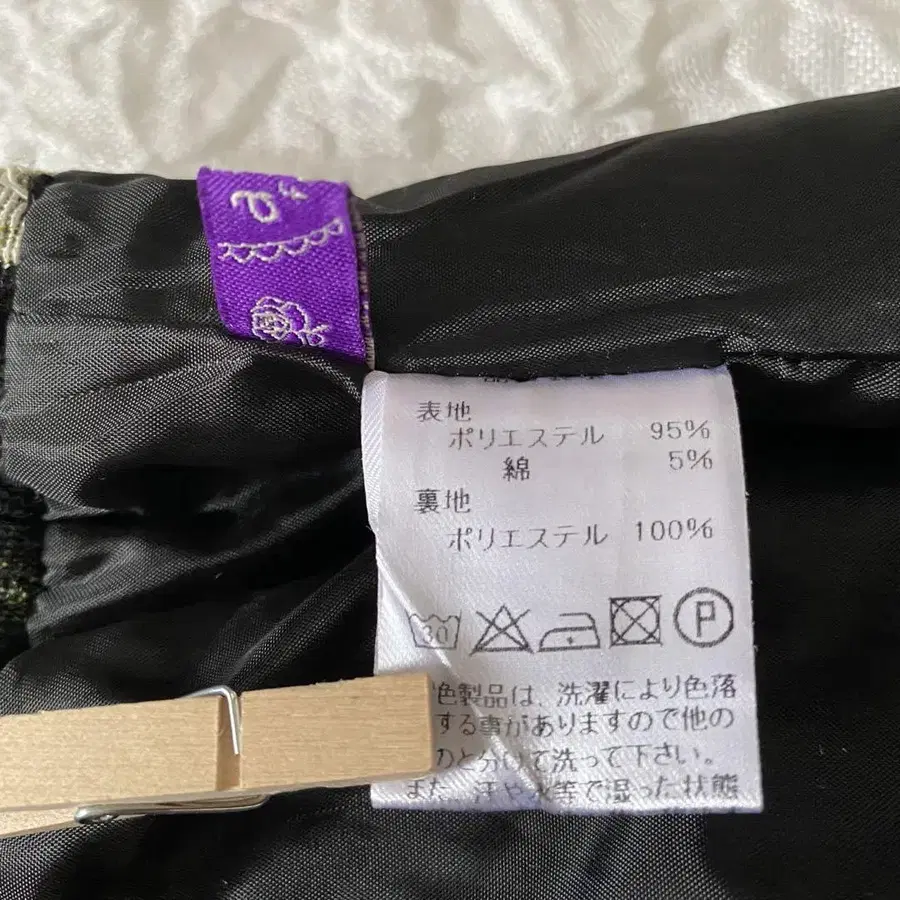 表地
ポリエステル 95%
綿 5%
裏地
ポリエステル 100%
30
P
色製品は、洗濯により色落
する事がありますので他の
のと分けて洗って下さい。
また、汗や水等で湿った状態